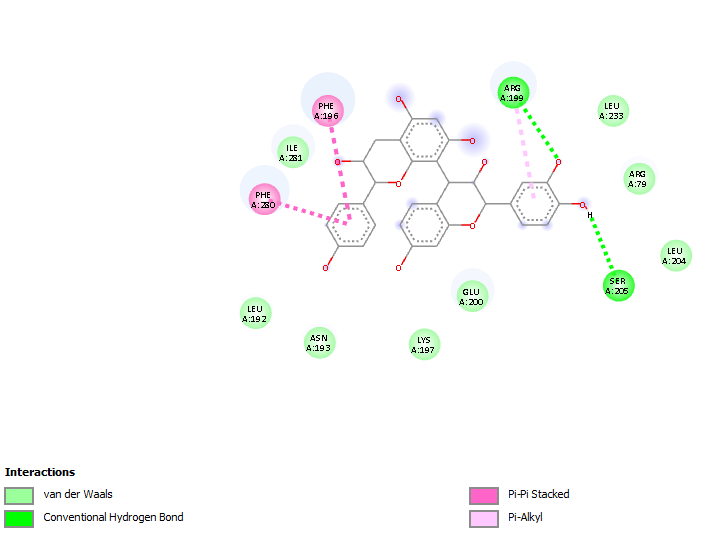 PHE
A:196
ARG
A:199
LEU
A:233
ILE
A:281
ARG
A:79
PHE
A:280
O
O
O
O
O
O
O
O
O
O
O
H
LEU
A:204
SER
A:205
GLU
A:200
LEU
A:192
ASN
A:193
LYS
A:197
Interactions
van der Waals
Conventional Hydrogen Bond
Pi-Pi Stacked
Pi-Alkyl